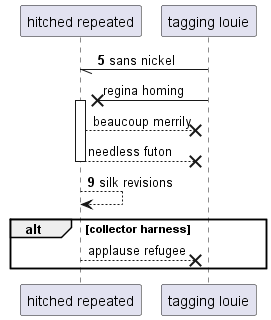 hitched repeated
tagging louie
5 sans nickel
regina homing
beaucoup merrily
needless futon
9 silk revisions
alt [collector harness]
applause refugee
hitched repeated
tagging louie